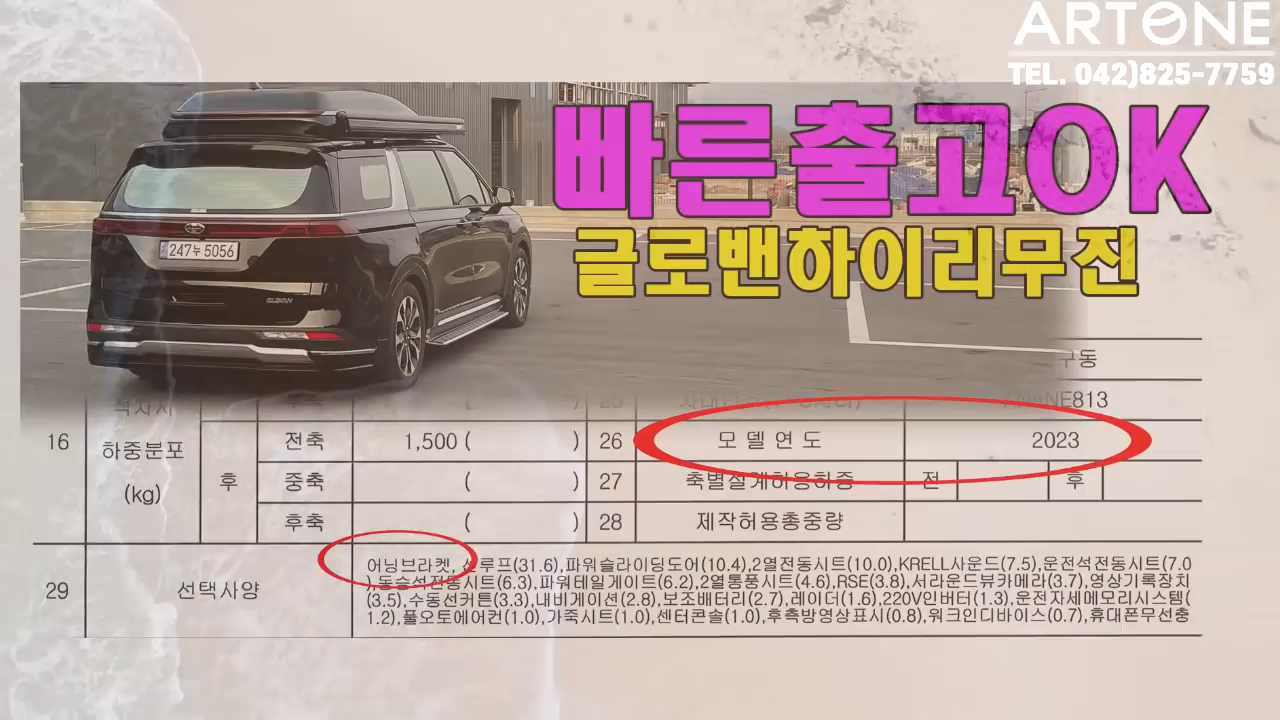 ARTONE
TEL. 042)825-7759
빠른출고OK
글로밴하이리무진
247누 5056
구동
16
하중분포
(kg)
후
전축
1,500 (
)
26
모 델 연 도
2023
중축
(
)
27
축별설계허용하중
전
후
후축
(
)
28
제작허용총중량
29
선택사양
어닝브라켓, 선루프(31.6),파워슬라이딩도어(10.4),2열전동시트(10.0),KRELL사운드(7.5),운전석전동시트(7.0
),동승석전동시트(6.3),파워테일게이트(6.2),2열통풍시트(4.6),RSE(3.8),서라운드뷰카메라(3.7),영상기록장치
(3.5),수동선커튼(3.3),내비게이션(2.8),보조배터리(2.7),레이더(1.6),220V인버터(1.3),운전자세메모리시스템(
1.2),풀오토에어컨(1.0),가죽시트(1.0),센터콘솔(1.0),후측방영상표시(0.8),워크인디바이스(0.7),휴대폰무선충